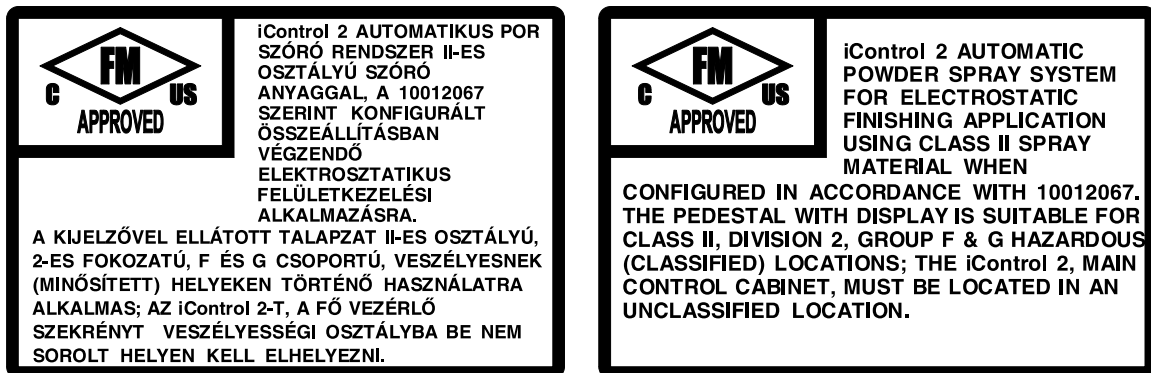 FM
C US
APPROVED
iControl 2 AUTOMATIKUS POR
SZÓRÓ RENDSZER II-ES
OSZTÁLYÚ SZÓRÓ
ANYAGGAL, A 10012067
SZERINT KONFIGURÁLT
ÖSSZEÁLLÍTÁSBAN
VÉGZENDŐ
ELEKTROSZTATIKUS
FELÜLETKEZELÉSI
ALKALMAZÁSRA.
A KIJELZŐVEL ELLÁTOTT TALAPZAT II-ES OSZTÁLYÚ,
2-ES FOKOZATÚ, F ÉS G CSOPORTÚ, VESZÉLYESNEK
(MINŐSÍTETT) HELYEKEN TÖRTÉNŐ HASZNÁLATRA
ALKALMAS; AZ iControl 2-T, A FŐ VEZÉRLŐ
SZEKRÉNYT VESZÉLYESSÉGI OSZTÁLYBA BE NEM
SOROLT HELYEN KELL ELHELYEZNI.
FM
C US
APPROVED
iControl 2 AUTOMATIC
POWDER SPRAY SYSTEM
FOR ELECTROSTATIC
FINISHING APPLICATION
USING CLASS II SPRAY
MATERIAL WHEN
CONFIGURED IN ACCORDANCE WITH 10012067.
THE PEDESTAL WITH DISPLAY IS SUITABLE FOR
CLASS II, DIVISION 2, GROUP F & G HAZARDOUS
(CLASSIFIED) LOCATIONS; THE iControl 2, MAIN
CONTROL CABINET, MUST BE LOCATED IN AN
UNCLASSIFIED LOCATION.